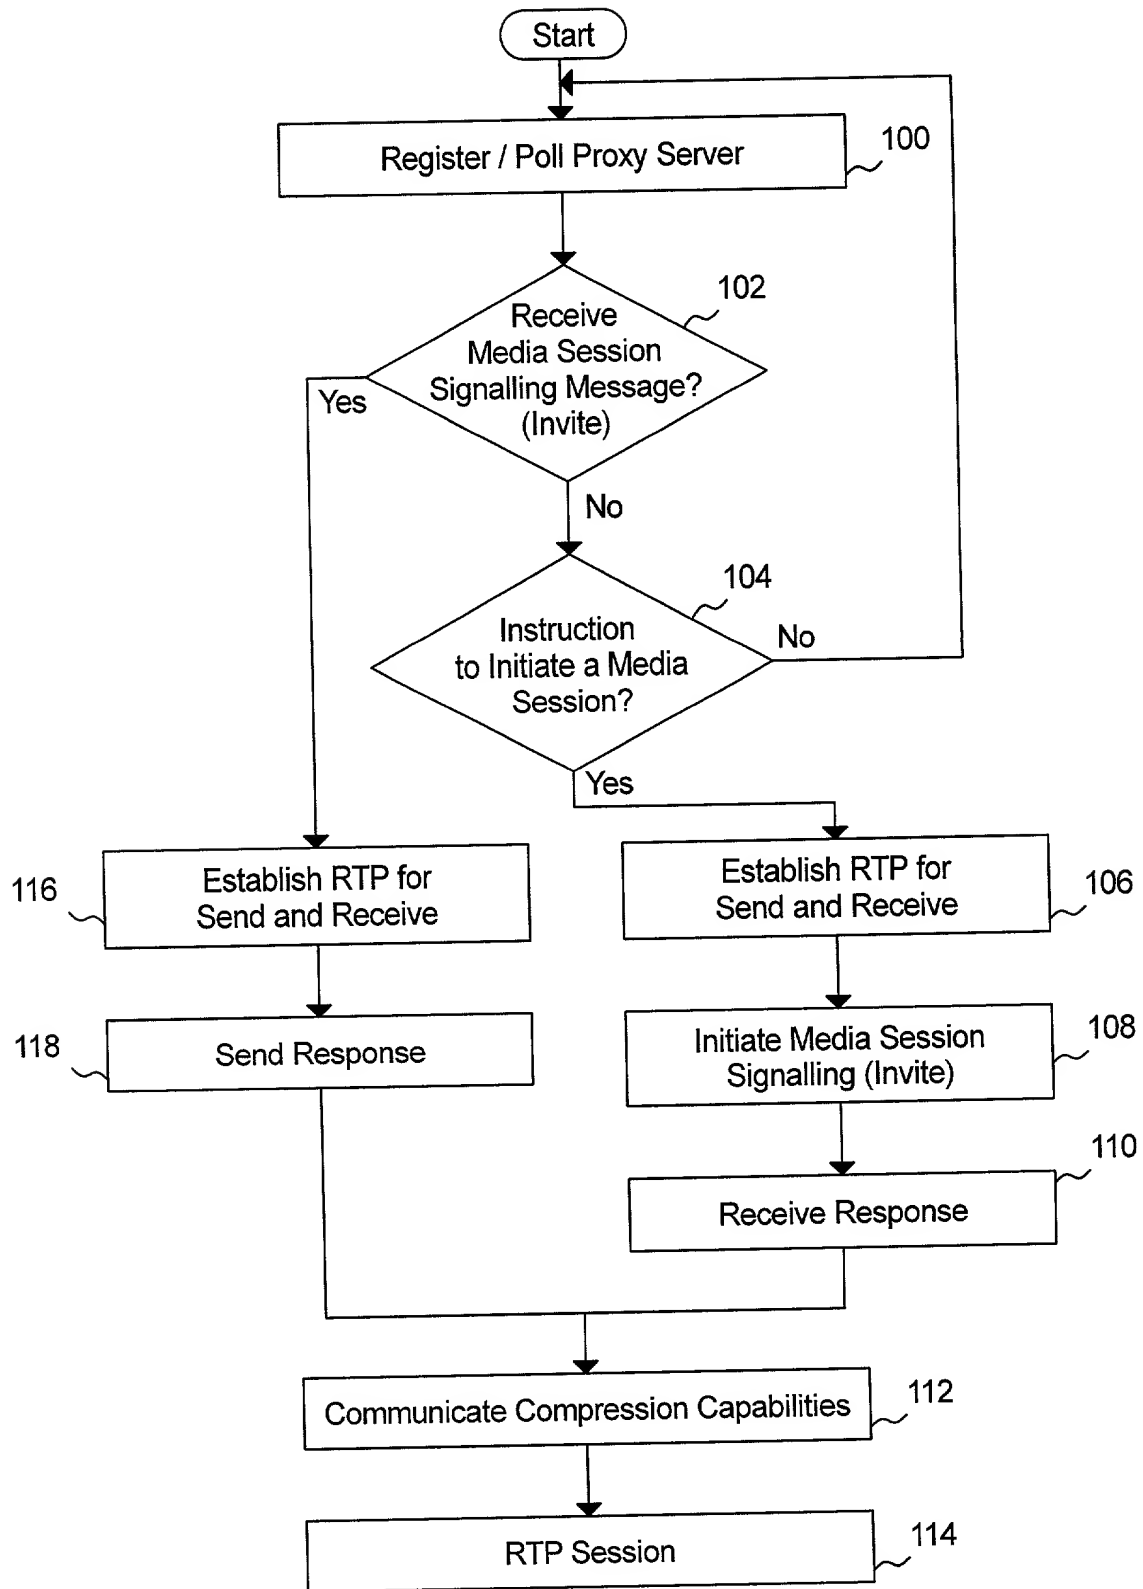 Start
Register / Poll Proxy Server
100
102
Receive
Media Session
Signalling Message?
(Invite)
Yes
No
104
Instruction
to Initiate a Media
Session?
No
Yes
116
Establish RTP for
Send and Receive
Establish RTP for
Send and Receive
106
118
Send Response
Initiate Media Session
Signalling (Invite)
108
110
Receive Response
Communicate Compression Capabilities
112
RTP Session
114